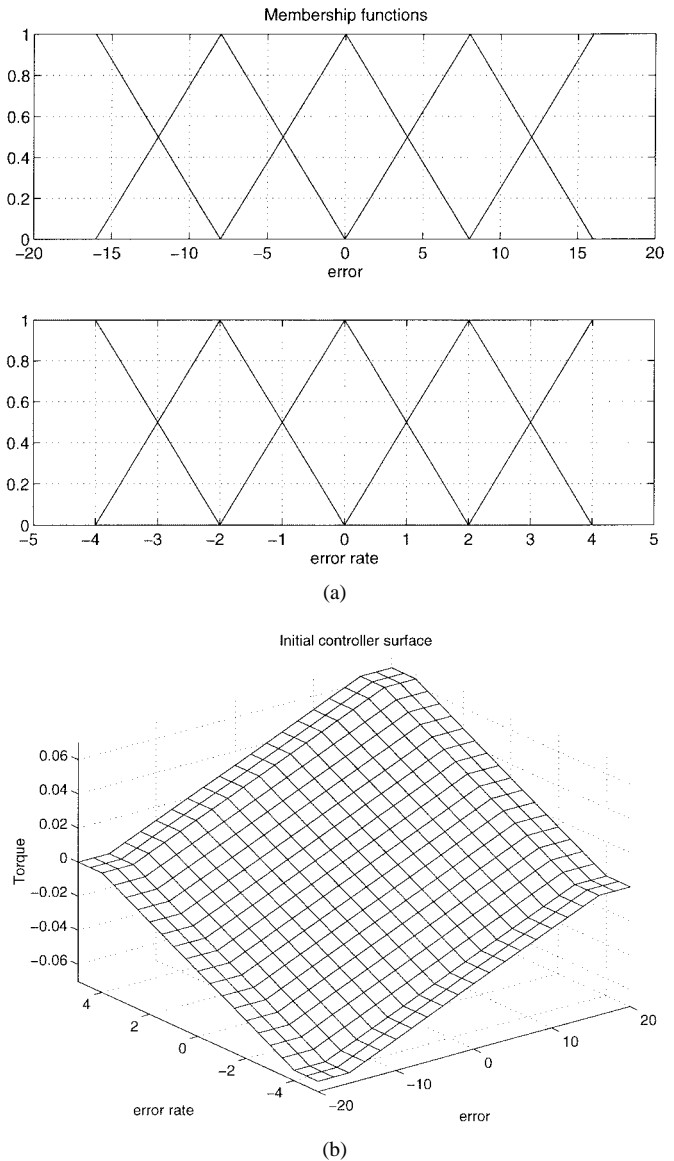 Membership functions
1
0.8
0.6
0.4
0.2
0
−20 −15 −10 −5 0 5 10 15 20
error
1
0.8
0.6
0.4
0.2
0
−5 −4 −3 −2 −1 0 1 2 3 4 5
error rate
(a)
Initial controller surface
0.06
0.04
0.02
0
−0.02
−0.04
−0.06
Torque
4
2
0
−2
−4
error rate
−20
−10
0
10
20
error
(b)